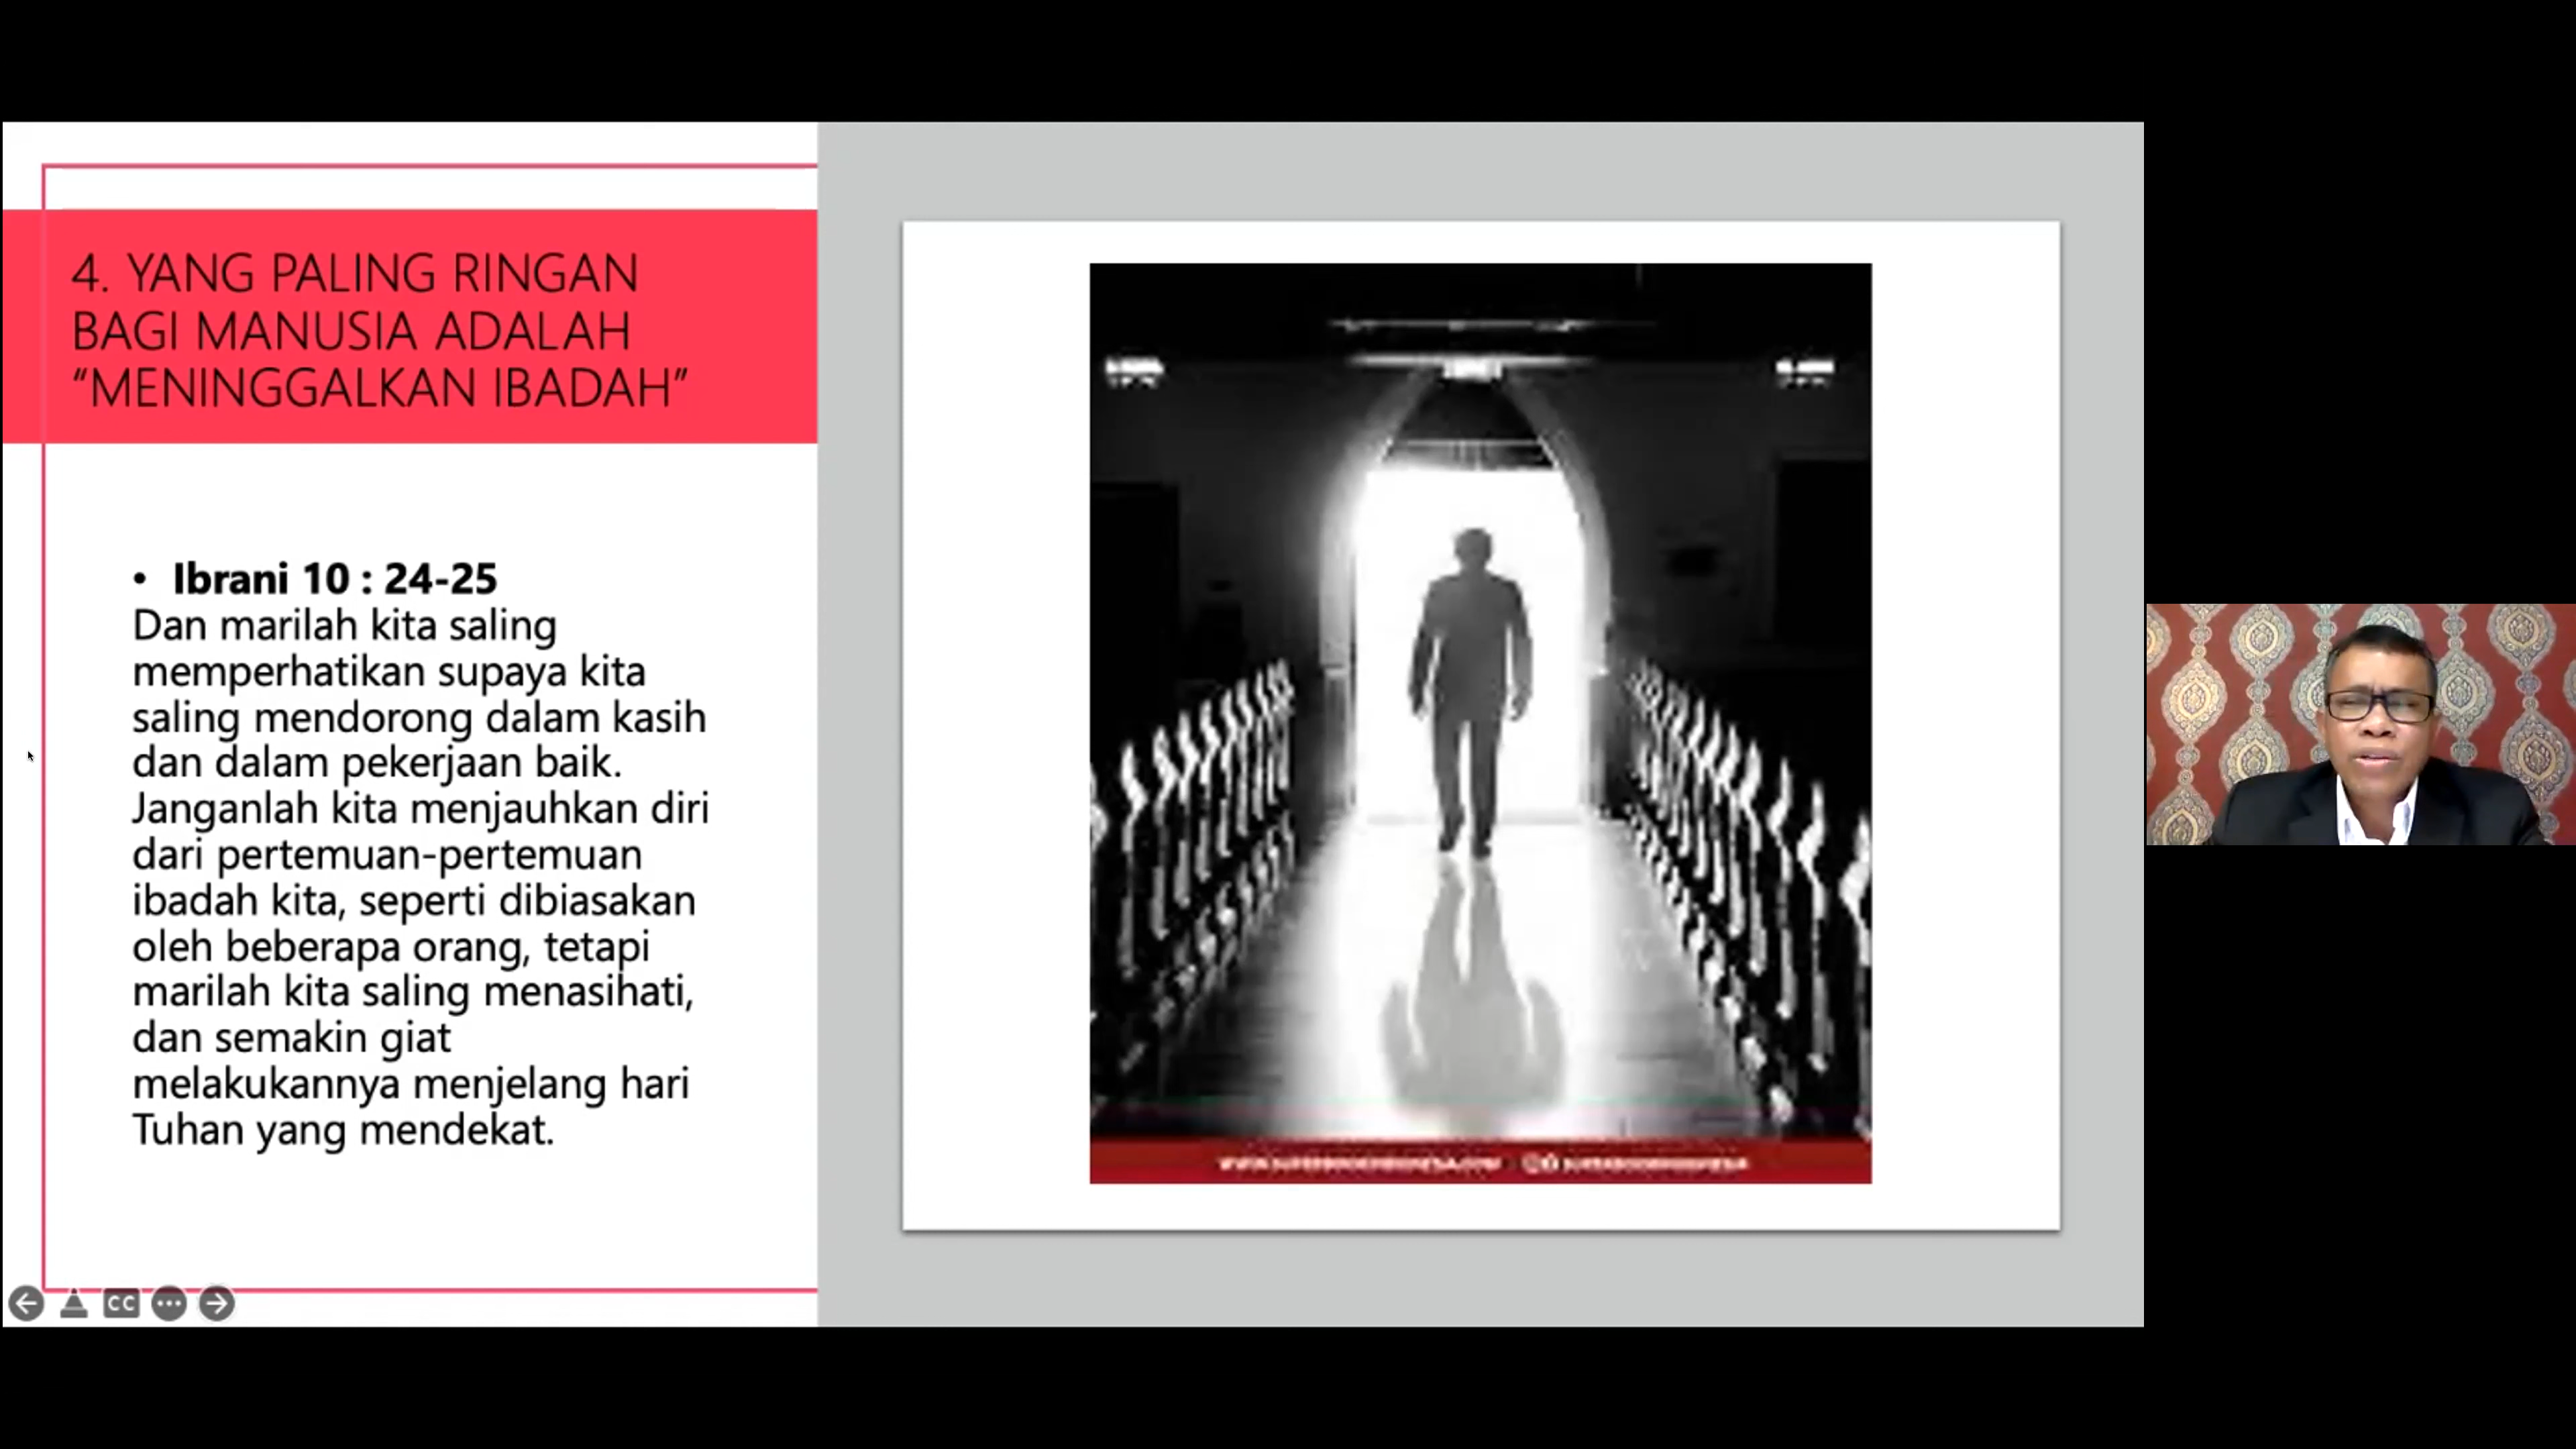 4. YANG PALING RINGAN
BAGI MANUSIA ADALAH
“MENINGGALKAN IBADAH”
• Ibrani 10 : 24-25
Dan marilah kita saling
memperhatikan supaya kita
saling mendorong dalam kasih
dan dalam pekerjaan baik.
Janganlah kita menjauhkan diri
dari pertemuan-pertemuan
ibadah kita, seperti dibiasakan
oleh beberapa orang, tetapi
marilah kita saling menasihati,
dan semakin giat
melakukannya menjelang hari
Tuhan yang mendekat.
CC